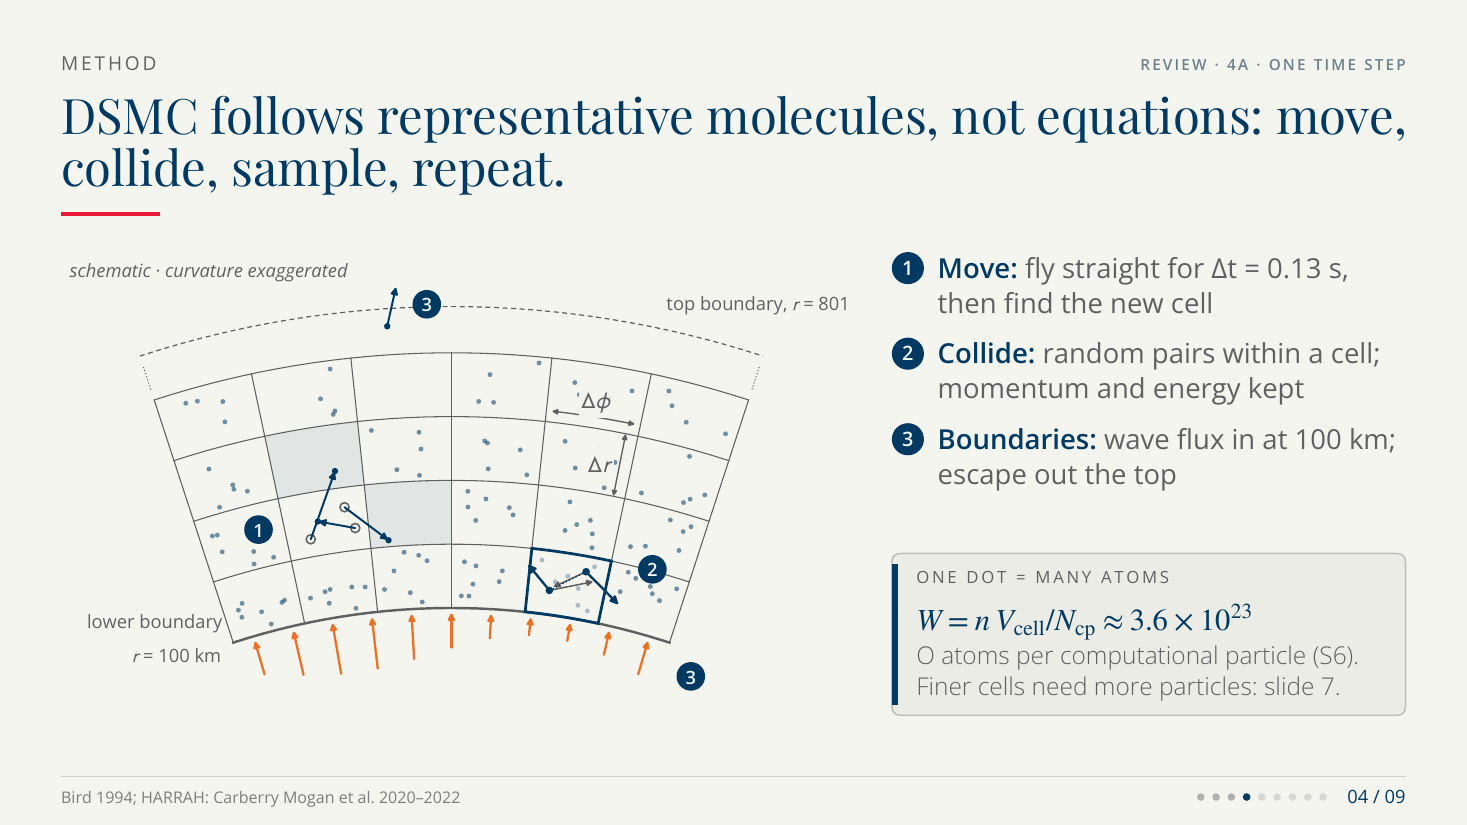 METHOD
REVIEW · 4A · ONE TIME STEP
DSMC follows representative molecules, not equations: move,
collide, sample, repeat.
schematic · curvature exaggerated
3
top boundary, r = 801
Δϕ
Δr
1
2
lower boundary
r = 100 km
3
1 Move: fly straight for Δt = 0.13 s,
then find the new cell
2 Collide: random pairs within a cell;
momentum and energy kept
3 Boundaries: wave flux in at 100 km;
escape out the top
ONE DOT = MANY ATOMS
W = n V_cell/N_cp ≈ 3.6 × 10^23
O atoms per computational particle (S6).
Finer cells need more particles: slide 7.
Bird 1994; HARRAH: Carberry Mogan et al. 2020–2022
04 / 09